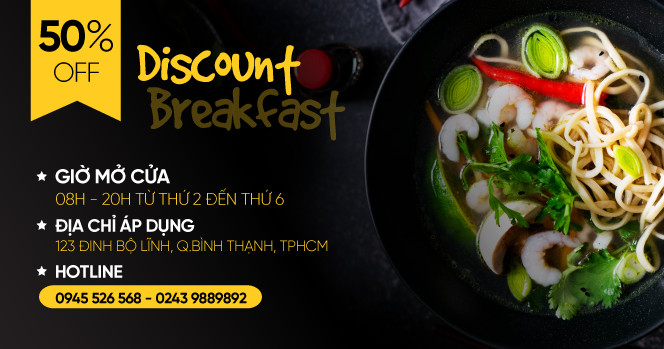 50%
OFF
Discount
Breakfast
GIỜ MỞ CỬA
08H - 20H TỪ THỨ 2 ĐẾN THỨ 6
ĐỊA CHỈ ÁP DỤNG
123 ĐINH BỘ LĨNH, Q.BÌNH THẠNH, TPHCM
HOTLINE
0945 526 568 - 0243 9889892